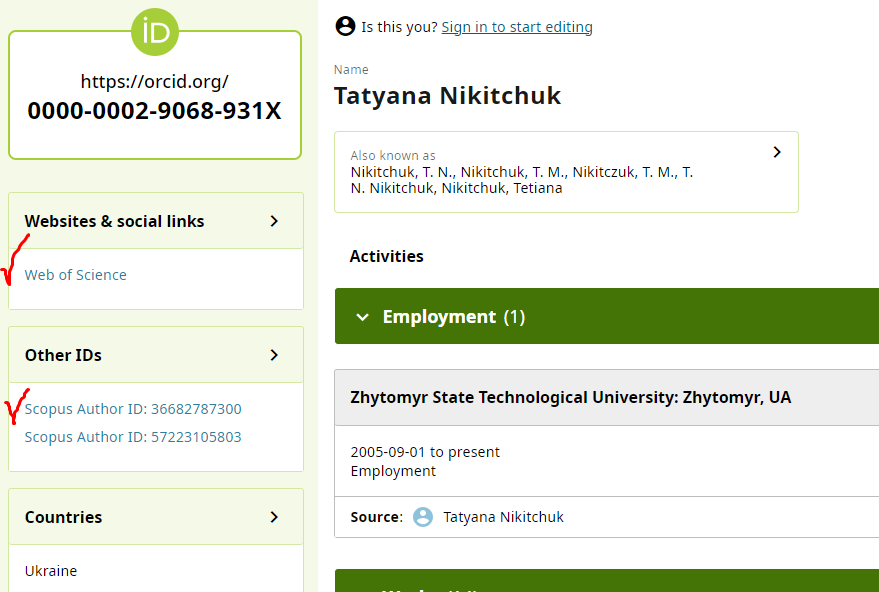 iD
https://orcid.org/
0000-0002-9068-931X
Websites & social links
Web of Science
Other IDs
Scopus Author ID: 36682787300
Scopus Author ID: 57223105803
Countries
Ukraine
Is this you? Sign in to start editing
Name
Tatyana Nikitchuk
Also known as
Nikitchuk, T. N., Nikitchuk, T. M., Nikitczuk, T. M., T.
N. Nikitchuk, Nikitchuk, Tetiana
Activities
Employment (1)
Zhytomyr State Technological University: Zhytomyr, UA
2005-09-01 to present
Employment
Source: Tatyana Nikitchuk